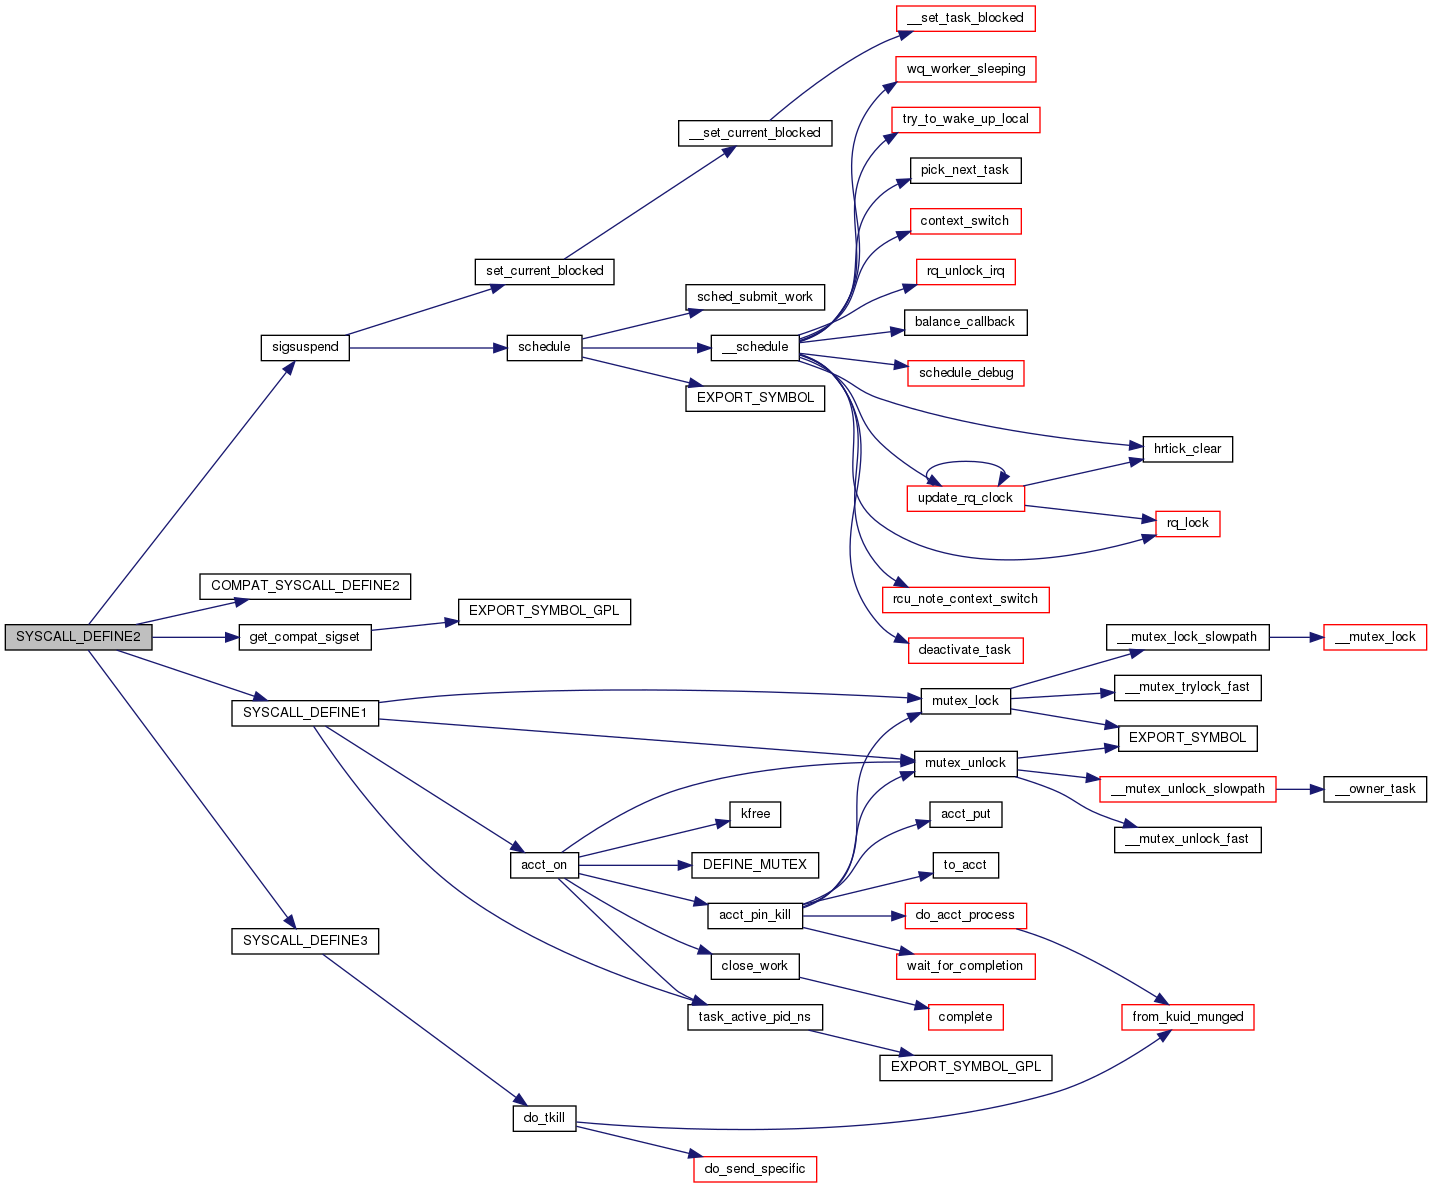 __set_task_blocked
wq_worker_sleeping
try_to_wake_up_local
__set_current_blocked
pick_next_task
context_switch
set_current_blocked
rq_unlock_irq
sched_submit_work
balance_callback
sigsuspend
schedule
__schedule
schedule_debug
EXPORT_SYMBOL
hrtick_clear
update_rq_clock
rq_lock
COMPAT_SYSCALL_DEFINE2
rcu_note_context_switch
EXPORT_SYMBOL_GPL
SYSCALL_DEFINE2
get_compat_sigset
__mutex_lock_slowpath
__mutex_lock
deactivate_task
__mutex_trylock_fast
mutex_lock
SYSCALL_DEFINE1
EXPORT_SYMBOL
mutex_unlock
__mutex_unlock_slowpath
__owner_task
kfree
acct_put
__mutex_unlock_fast
acct_on
DEFINE_MUTEX
to_acct
acct_pin_kill
do_acct_process
SYSCALL_DEFINE3
close_work
wait_for_completion
task_active_pid_ns
complete
from_kuid_munged
EXPORT_SYMBOL_GPL
do_tkill
do_send_specific